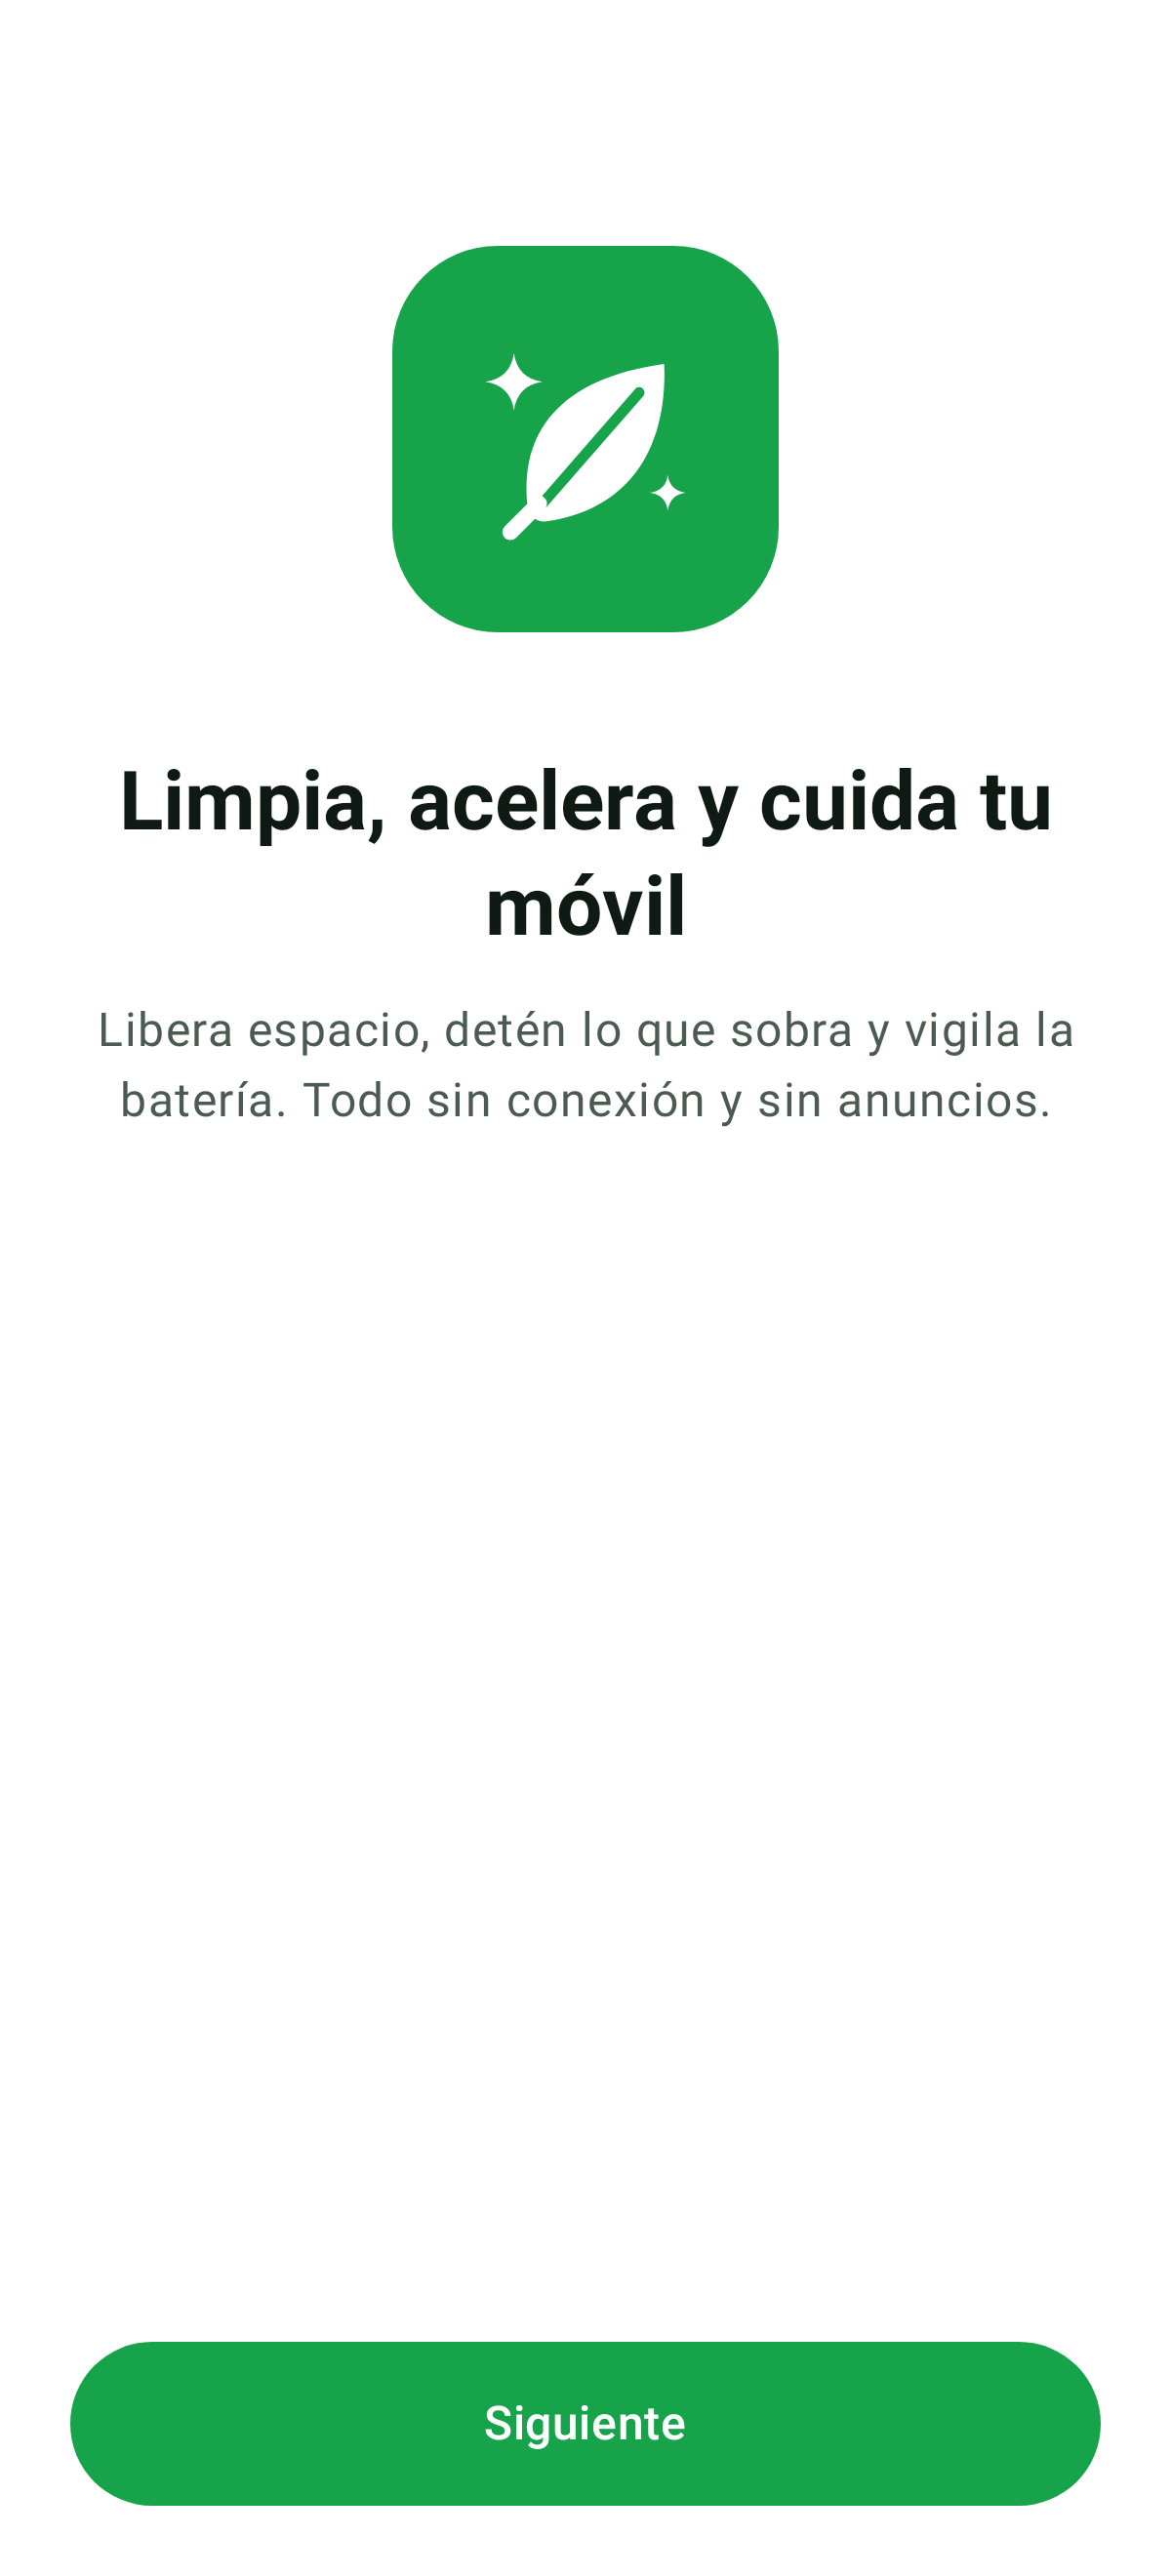 Limpia, acelera y cuida tu
móvil
Libera espacio, detén lo que sobra y vigila la
batería. Todo sin conexión y sin anuncios.
Siguiente